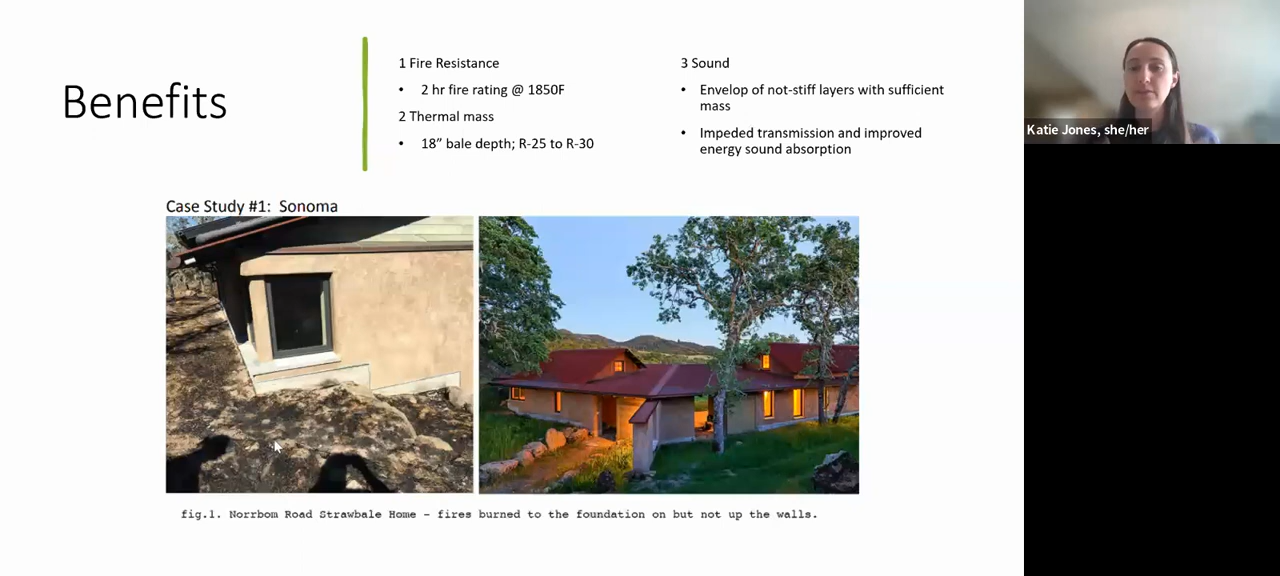 Benefits
1 Fire Resistance
• 2 hr fire rating @ 1850F
2 Thermal mass
• 18” bale depth; R-25 to R-30
3 Sound
• Envelop of not-stiff layers with sufficient
mass
• Impeded transmission and improved
energy sound absorption
Katie Jones, she/her
Case Study #1:  Sonoma
fig.1. Norrbom Road Strawbale Home – fires burned to the foundation on but not up the walls.